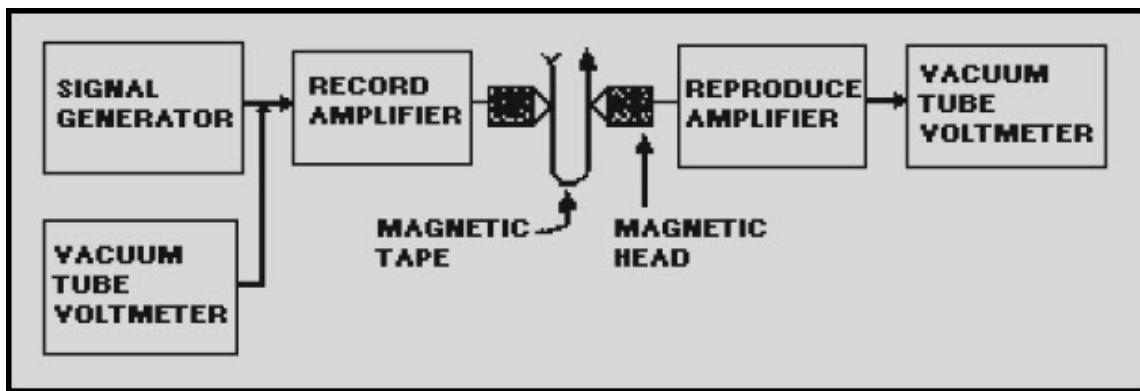 SIGNAL
GENERATOR
RECORD
AMPLIFIER
REPRODUCE
AMPLIFIER
VACUUM
TUBE
VOLTMETER
VACUUM
TUBE
VOLTMETER
MAGNETIC
TAPE
MAGNETIC
HEAD